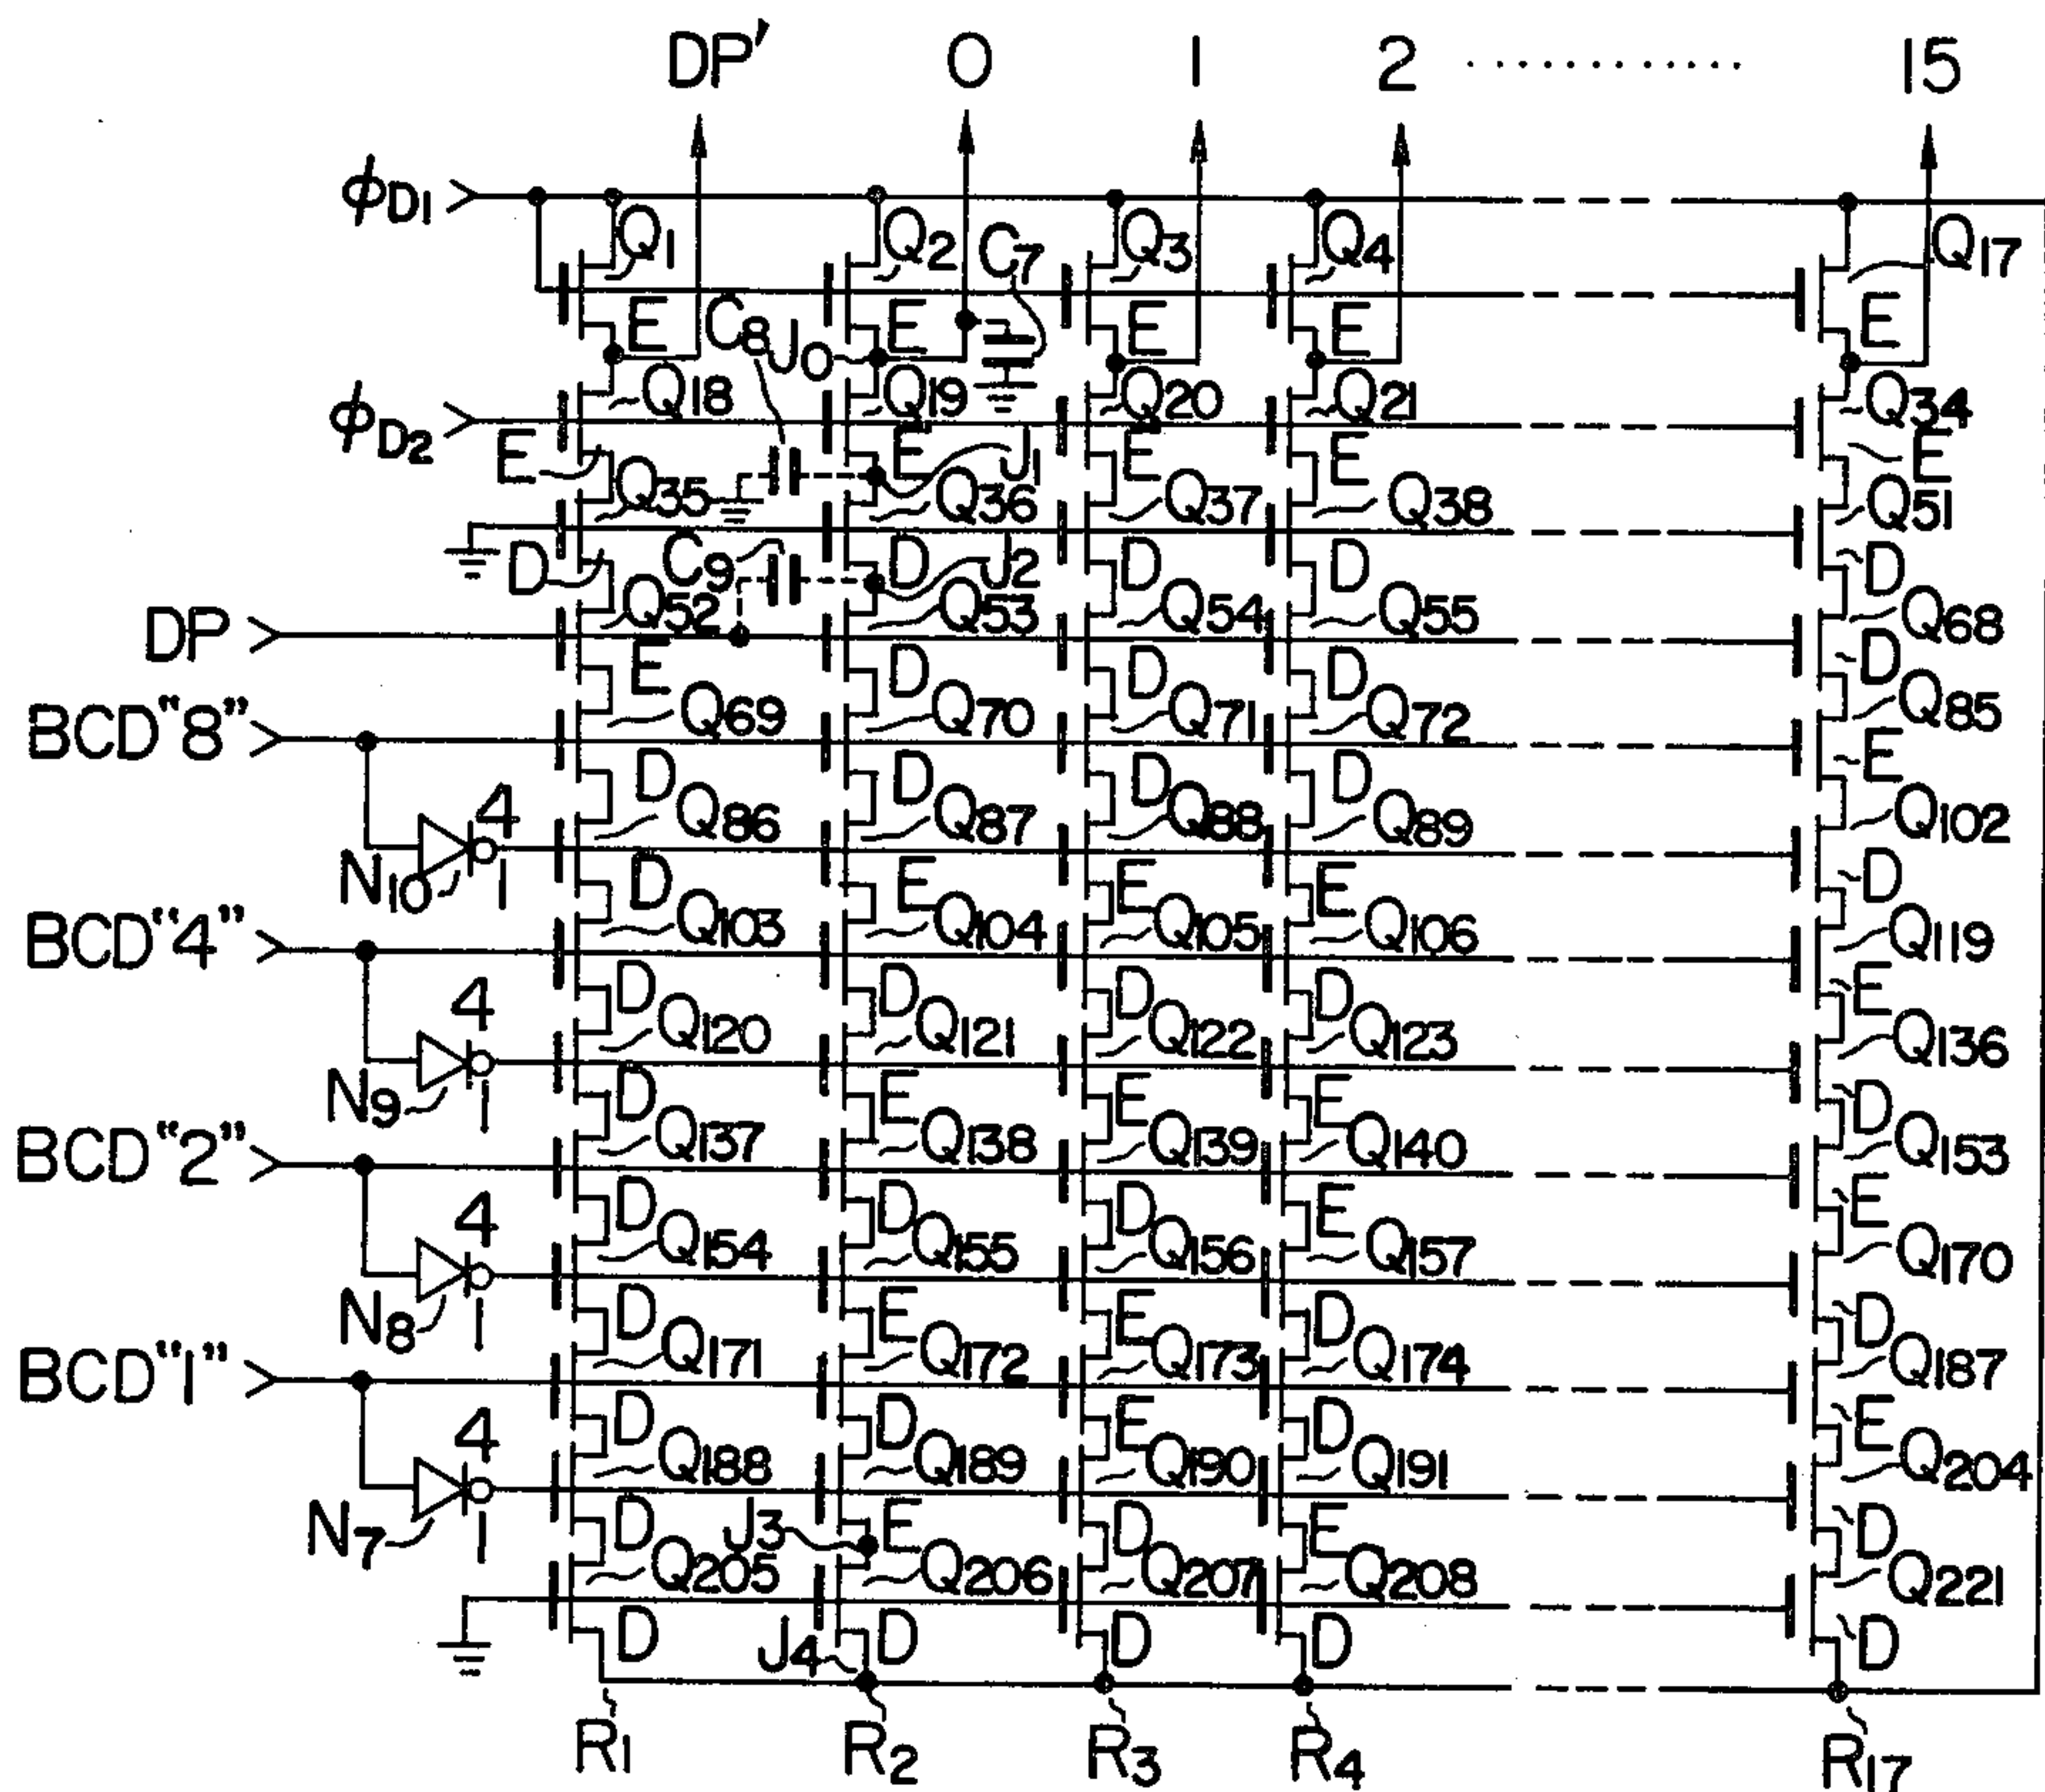 DP' 0 1 2 ............ 15
φD1 Q1 Q2 C7 Q3 Q4 Q17
E C8 J0 E E E E
φD2 Q18 Q19 Q20 Q21 Q34
E E J1 E E E
Q35 Q36 Q37 Q38 Q51
D C9 D J2 D D D
DP Q52 Q53 Q54 Q55 Q68
E D D D D
BCD"8" Q69 Q70 Q71 Q72 Q85
D D D D E
N10 4 1 Q86 Q87 Q88 Q89 Q102
D E E E D
BCD"4" Q103 Q104 Q105 Q106 Q119
D D D D E
N9 4 1 Q120 Q121 Q122 Q123 Q136
D E E E D
BCD"2" Q137 Q138 Q139 Q140 Q153
D D D E E
N8 4 1 Q154 Q155 Q156 Q157 Q170
D E E D D
BCD"1" Q171 Q172 Q173 Q174 Q187
D D E D E
N7 4 1 Q188 Q189 Q190 Q191 Q204
D J3 E D E D
Q205 Q206 Q207 Q208 Q221
D J4 D D D D
R1 R2 R3 R4 R17